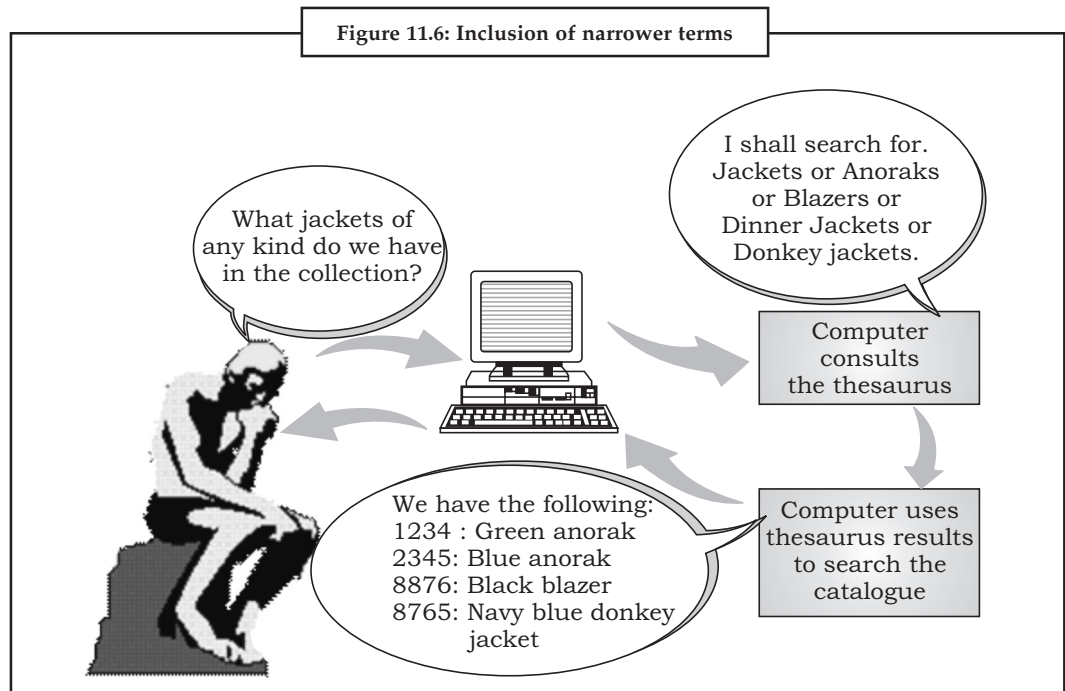 Figure 11.6: Inclusion of narrower terms
What jackets of
any kind do we have
in the collection?
I shall search for.
Jackets or Anoraks
or Blazers or
Dinner Jackets or
Donkey jackets.
Computer
consults
the thesaurus
Computer uses
thesaurus results
to search the
catalogue
We have the following:
1234 : Green anorak
2345: Blue anorak
8876: Black blazer
8765: Navy blue donkey
jacket